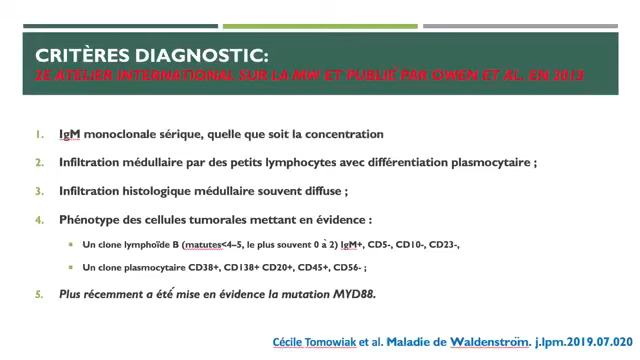 CRITÈRES DIAGNOSTIC:
2E ATELIER INTERNATIONAL SUR LA MW ET PUBLIÉ PAR OWEN ET AL. EN 2013
1. IgM monoclonale sérique, quelle que soit la concentration
2. Infiltration médullaire par des petits lymphocytes avec différentiation plasmocytaire ;
3. Infiltration histologique médullaire souvent diffuse ;
4. Phénotype des cellules tumorales mettant en évidence :
Un clone lymphoïde B (matutes<4–5, le plus souvent 0 à 2) IgM+, CD5-, CD10-, CD23-,
Un clone plasmocytaire CD38+, CD138+ CD20+, CD45+, CD56- ;
5. Plus récemment a été mise en évidence la mutation MYD88.
Cécile Tomowiak et al. Maladie de Waldenström. j.lpm.2019.07.020